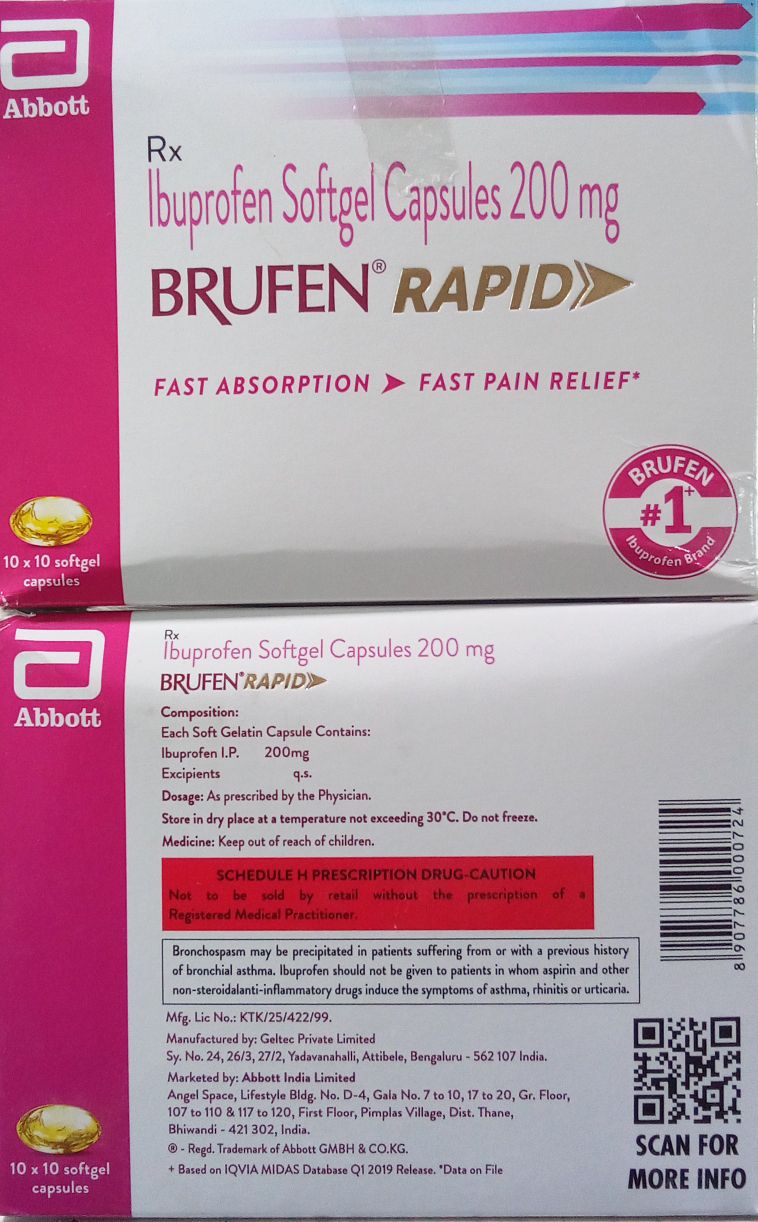 Abbott
Rx
Ibuprofen Softgel Capsules 200 mg
BRUFEN® RAPID
FAST ABSORPTION ➤ FAST PAIN RELIEF*
BRUFEN
#1+
Ibuprofen Brand
10 x 10 softgel
capsules
Abbott
Rx
Ibuprofen Softgel Capsules 200 mg
BRUFEN® RAPID
Composition:
Each Soft Gelatin Capsule Contains:
Ibuprofen I.P. 200mg
Excipients q.s.
Dosage: As prescribed by the Physician.
Store in dry place at a temperature not exceeding 30°C. Do not freeze.
Medicine: Keep out of reach of children.
SCHEDULE H PRESCRIPTION DRUG-CAUTION
Not to be sold by retail without the prescription of a
Registered Medical Practitioner.
Bronchospasm may be precipitated in patients suffering from or with a previous history
of bronchial asthma. Ibuprofen should not be given to patients in whom aspirin and other
non-steroidalanti-inflammatory drugs induce the symptoms of asthma, rhinitis or urticaria.
Mfg. Lic No.: KTK/25/422/99.
Manufactured by: Geltec Private Limited
Sy. No. 24, 26/3, 27/2, Yadavanahalli, Attibele, Bengaluru - 562 107 India.
Marketed by: Abbott India Limited
Angel Space, Lifestyle Bldg. No. D-4, Gala No. 7 to 10, 17 to 20, Gr. Floor,
107 to 110 & 117 to 120, First Floor, Pimplas Village, Dist. Thane,
Bhiwandi - 421 302, India.
® - Regd. Trademark of Abbott GMBH & CO.KG.
+ Based on IQVIA MIDAS Database Q1 2019 Release. *Data on File
8 907786 000724
SCAN FOR
MORE INFO
10 x 10 softgel
capsules